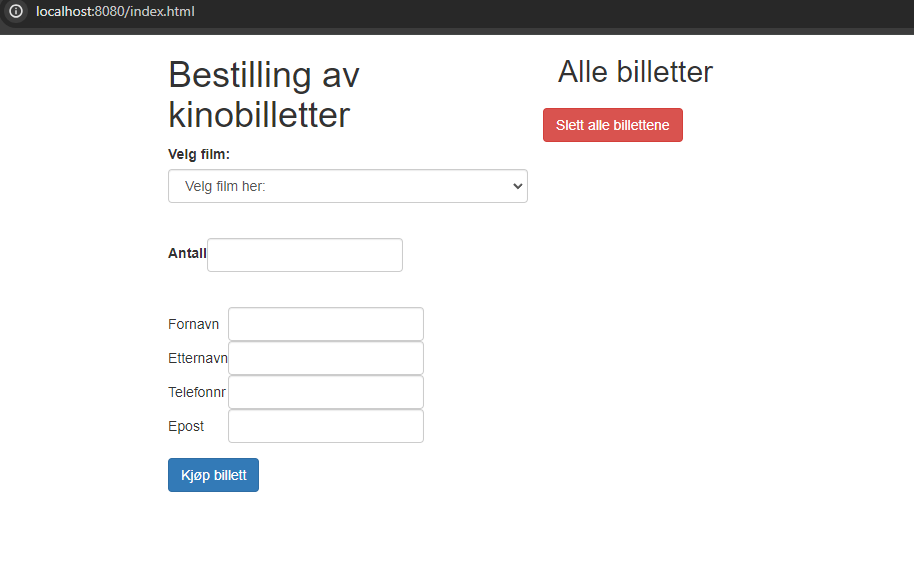 localhost:8080/index.html
Bestilling av
kinobilletter
Velg film:
Velg film her:
Antall
Fornavn
Etternavn
Telefonnr
Epost
Kjøp billett
Alle billetter
Slett alle billettene